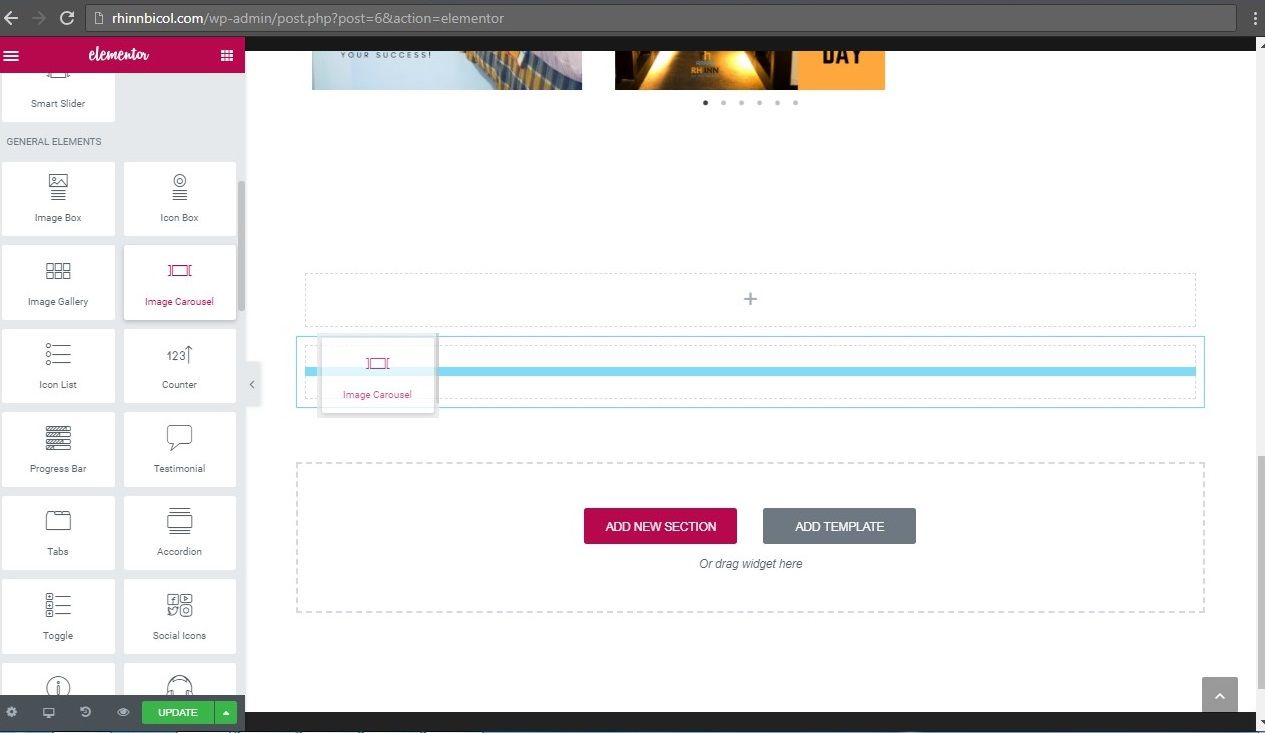 rhinnbicol.com/wp-admin/post.php?post=6&action=elementor
elementor
Smart Slider
GENERAL ELEMENTS
Image Box
Icon Box
Image Gallery
Image Carousel
Icon List
123
Counter
Progress Bar
Testimonial
Tabs
Accordion
Toggle
Social Icons
UPDATE
YOUR SUCCESS!
RH INN
DAY
+
Image Carousel
ADD NEW SECTION
ADD TEMPLATE
Or drag widget here